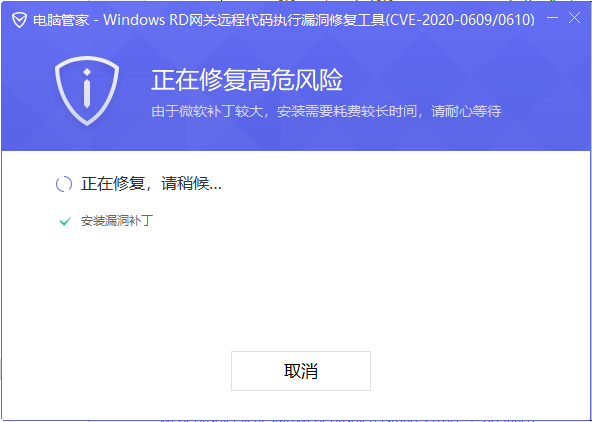 电脑管家 - Windows RD网关远程代码执行漏洞修复工具(CVE-2020-0609/0610)
正在修复高危风险
由于微软补丁较大，安装需要耗费较长时间，请耐心等待
正在修复，请稍候...
安装漏洞补丁
取消